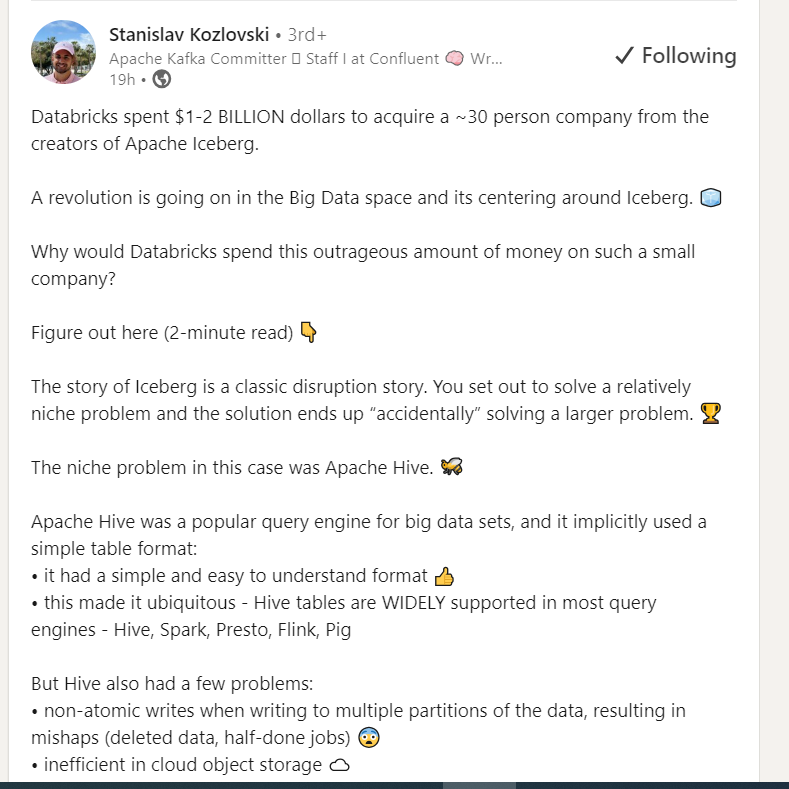 Stanislav Kozlovski • 3rd+
Apache Kafka Committer ▯ Staff I at Confluent 🧠 Wr...
19h •
✓ Following
Databricks spent $1-2 BILLION dollars to acquire a ~30 person company from the
creators of Apache Iceberg.
A revolution is going on in the Big Data space and its centering around Iceberg. 🧊
Why would Databricks spend this outrageous amount of money on such a small
company?
Figure out here (2-minute read) 👇
The story of Iceberg is a classic disruption story. You set out to solve a relatively
niche problem and the solution ends up “accidentally” solving a larger problem. 🏆
The niche problem in this case was Apache Hive. 🐝
Apache Hive was a popular query engine for big data sets, and it implicitly used a
simple table format:
• it had a simple and easy to understand format 👍
• this made it ubiquitous - Hive tables are WIDELY supported in most query
engines - Hive, Spark, Presto, Flink, Pig
But Hive also had a few problems:
• non-atomic writes when writing to multiple partitions of the data, resulting in
mishaps (deleted data, half-done jobs) 😨
• inefficient in cloud object storage ☁